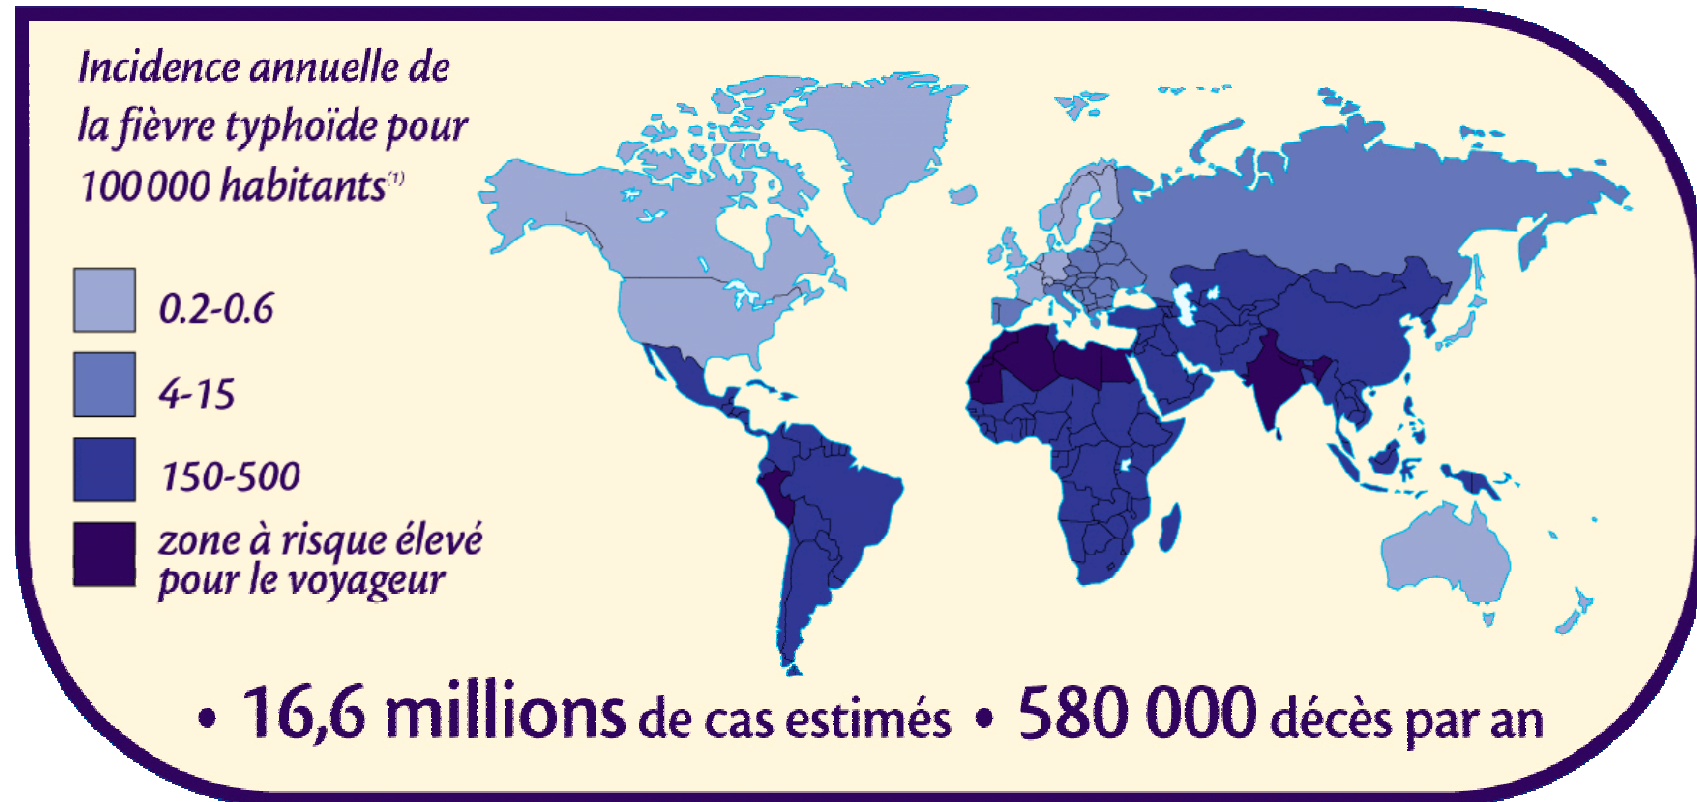 Incidence annuelle de
la fièvre typhoïde pour
100 000 habitants(1)
0.2-0.6
4-15
150-500
zone à risque élevé
pour le voyageur
• 16,6 millions de cas estimés • 580 000 décès par an